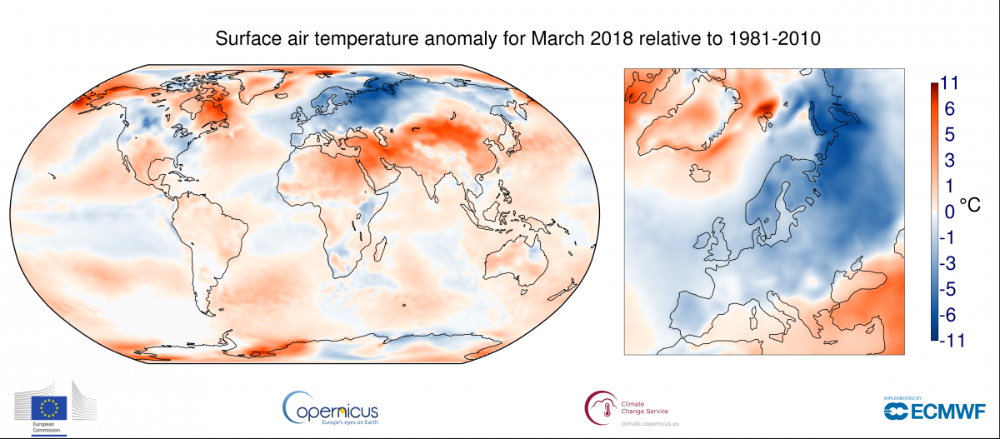 Surface air temperature anomaly for March 2018 relative to 1981-2010
11
6
5
3
1
0
-1
-3
-5
-6
-11
°C
European
Commission
opernicus
Europe's eyes on Earth
Climate
Change Service
climate.copernicus.eu
IMPLEMENTED BY
ECMWF